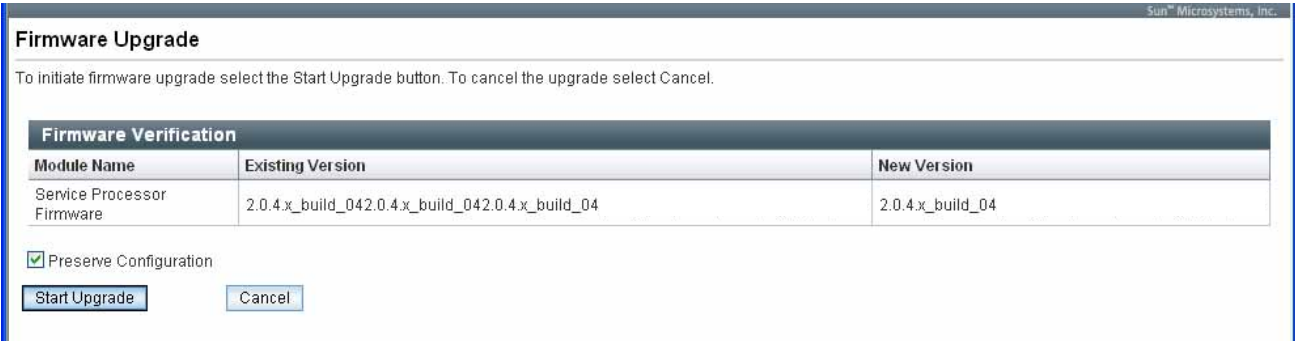 Sun™ Microsystems, Inc.
Firmware Upgrade
To initiate firmware upgrade select the Start Upgrade button. To cancel the upgrade select Cancel.
Firmware Verification
Module Name Existing Version New Version
Service Processor
Firmware 2.0.4.x_build_042.0.4.x_build_042.0.4.x_build_04 2.0.4.x_build_04
Preserve Configuration
Start Upgrade Cancel